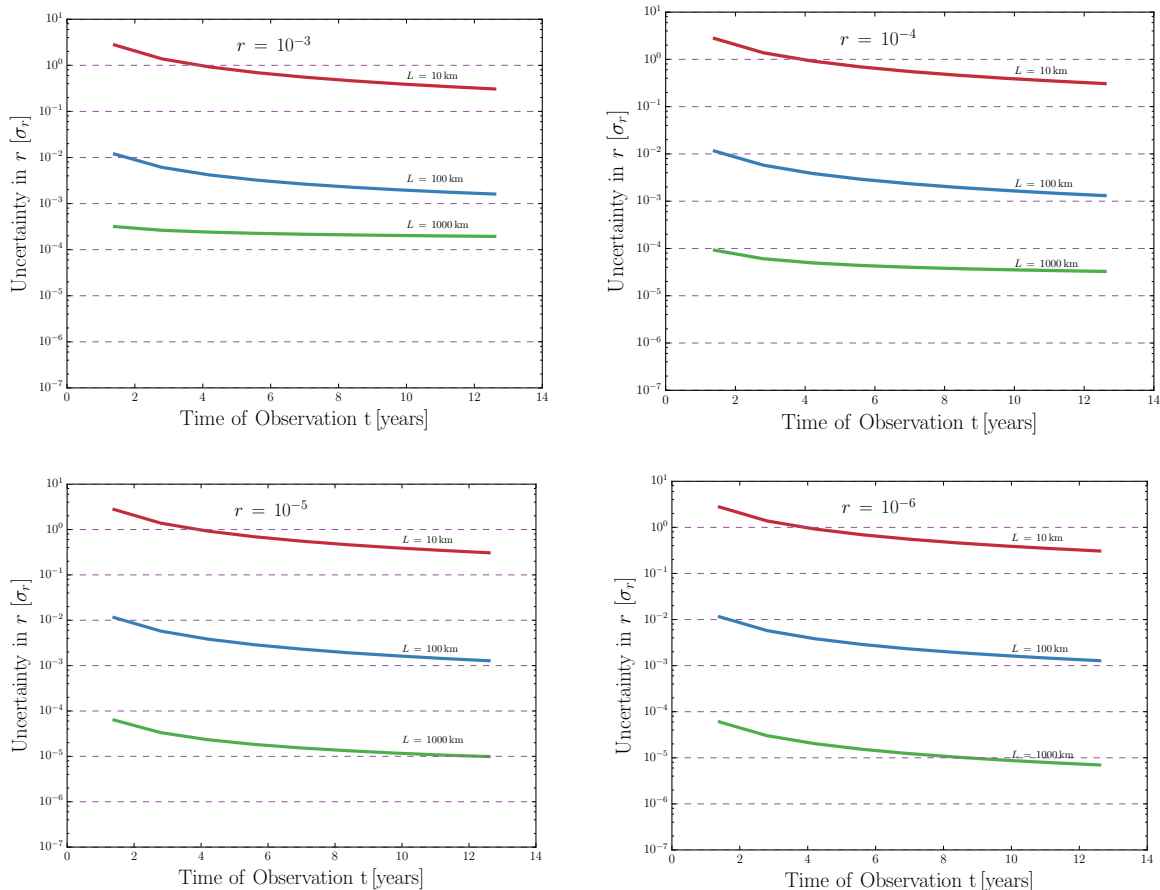 10^1
10^0
10^-1
10^-2
10^-3
10^-4
10^-5
10^-6
10^-7
Uncertainty in r [σ_r]
r = 10^-3
L = 10 km
L = 100 km
L = 1000 km
0 2 4 6 8 10 12 14
Time of Observation t [years]
10^1
10^0
10^-1
10^-2
10^-3
10^-4
10^-5
10^-6
10^-7
Uncertainty in r [σ_r]
r = 10^-4
L = 10 km
L = 100 km
L = 1000 km
0 2 4 6 8 10 12 14
Time of Observation t [years]
10^1
10^0
10^-1
10^-2
10^-3
10^-4
10^-5
10^-6
10^-7
Uncertainty in r [σ_r]
r = 10^-5
L = 10 km
L = 100 km
L = 1000 km
0 2 4 6 8 10 12 14
Time of Observation t [years]
10^1
10^0
10^-1
10^-2
10^-3
10^-4
10^-5
10^-6
10^-7
Uncertainty in r [σ_r]
r = 10^-6
L = 10 km
L = 100 km
L = 1000 km
0 2 4 6 8 10 12 14
Time of Observation t [years]